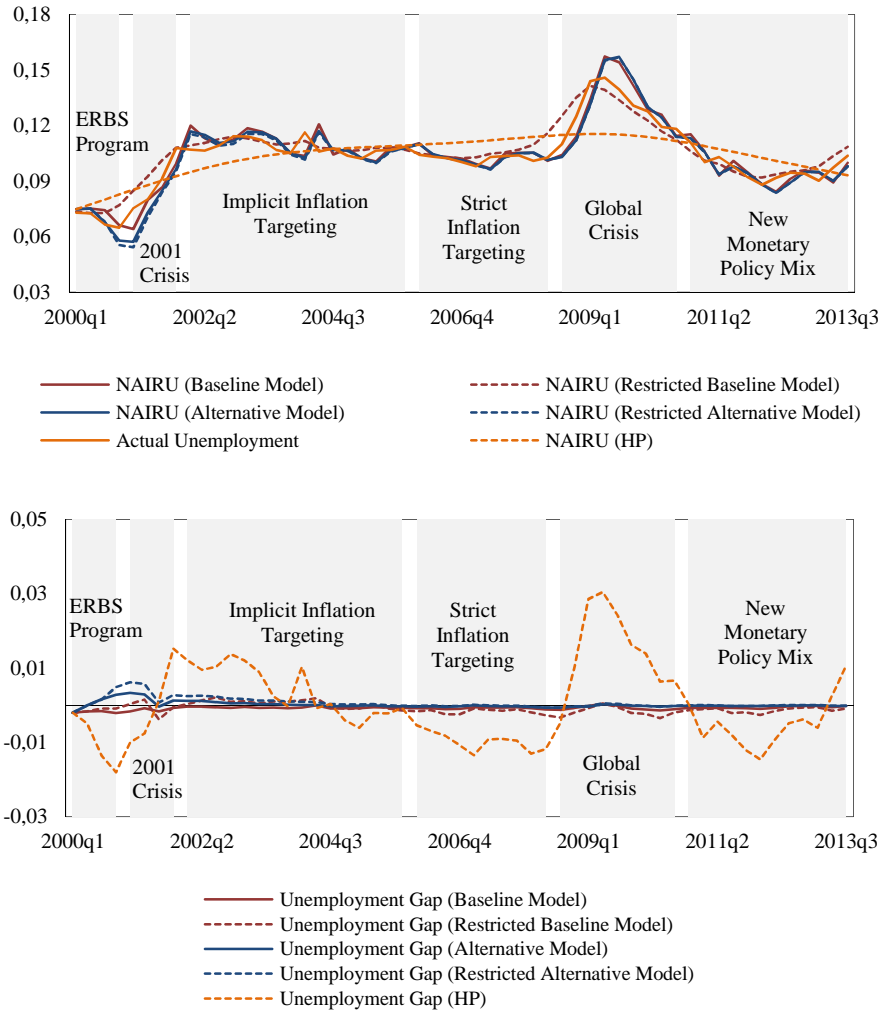 0,18
0,15
0,12
0,09
0,06
0,03
ERBS
Program
2001
Crisis
Implicit Inflation
Targeting
Strict
Inflation
Targeting
Global
Crisis
New
Monetary
Policy Mix
2000q1 2002q2 2004q3 2006q4 2009q1 2011q2 2013q3
NAIRU (Baseline Model) NAIRU (Restricted Baseline Model)
NAIRU (Alternative Model) NAIRU (Restricted Alternative Model)
Actual Unemployment NAIRU (HP)
0,05
0,03
0,01
-0,01
-0,03
ERBS
Program
2001
Crisis
Implicit Inflation
Targeting
Strict
Inflation
Targeting
Global
Crisis
New
Monetary
Policy Mix
2000q1 2002q2 2004q3 2006q4 2009q1 2011q2 2013q3
Unemployment Gap (Baseline Model)
Unemployment Gap (Restricted Baseline Model)
Unemployment Gap (Alternative Model)
Unemployment Gap (Restricted Alternative Model)
Unemployment Gap (HP)